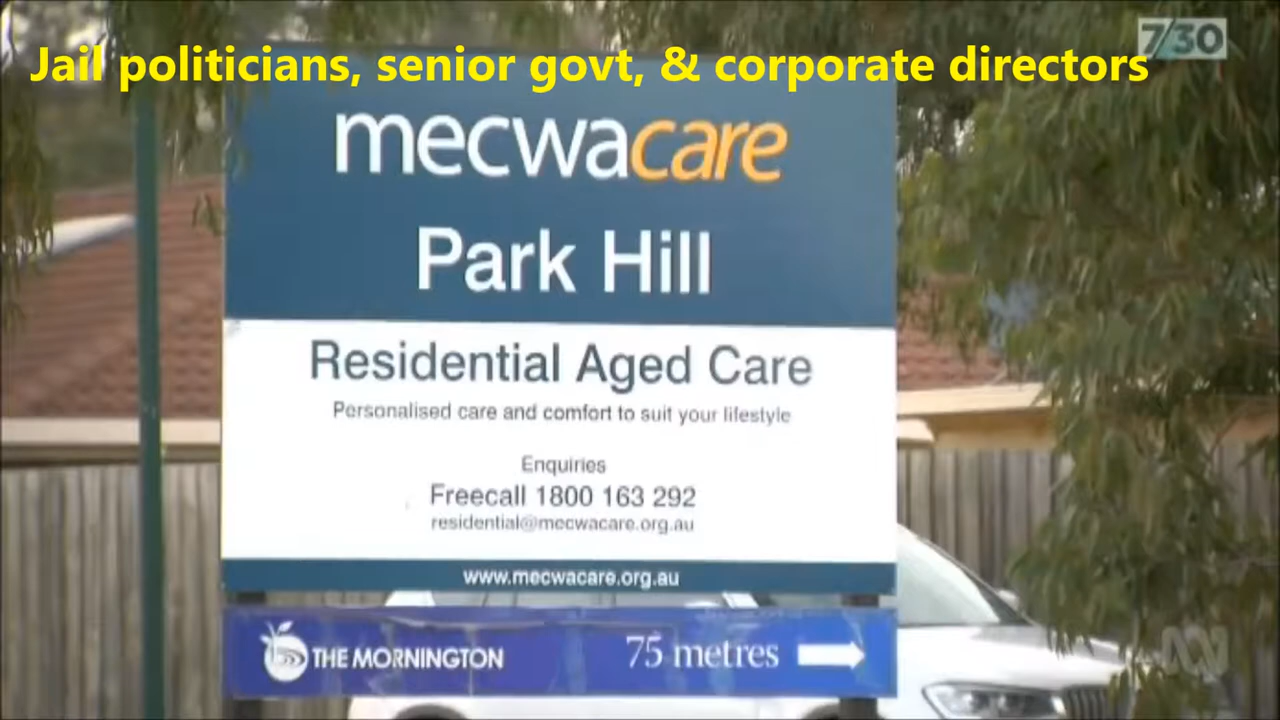 7/30
Jail politicians, senior govt, & corporate directors
mecwacare
Park Hill
Residential Aged Care
Personalised care and comfort to suit your lifestyle
Enquiries
Freecall 1800 163 292
residential@mecwacare.org.au
www.mecwacare.org.au
THE MORNINGTON 75 metres